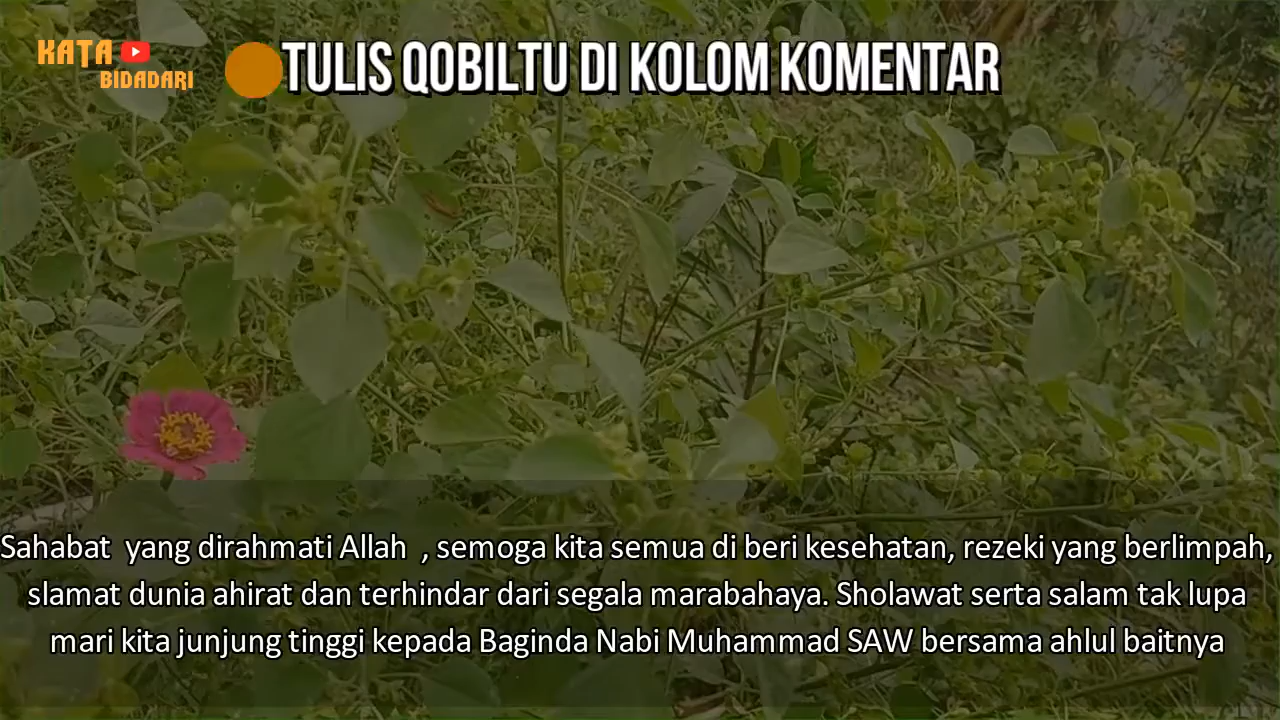 KATA
BIDADARI
TULIS QOBILTU DI KOLOM KOMENTAR
Sahabat yang dirahmati Allah , semoga kita semua di beri kesehatan, rezeki yang berlimpah,
slamat dunia ahirat dan terhindar dari segala marabahaya. Sholawat serta salam tak lupa
mari kita junjung tinggi kepada Baginda Nabi Muhammad SAW bersama ahlul baitnya